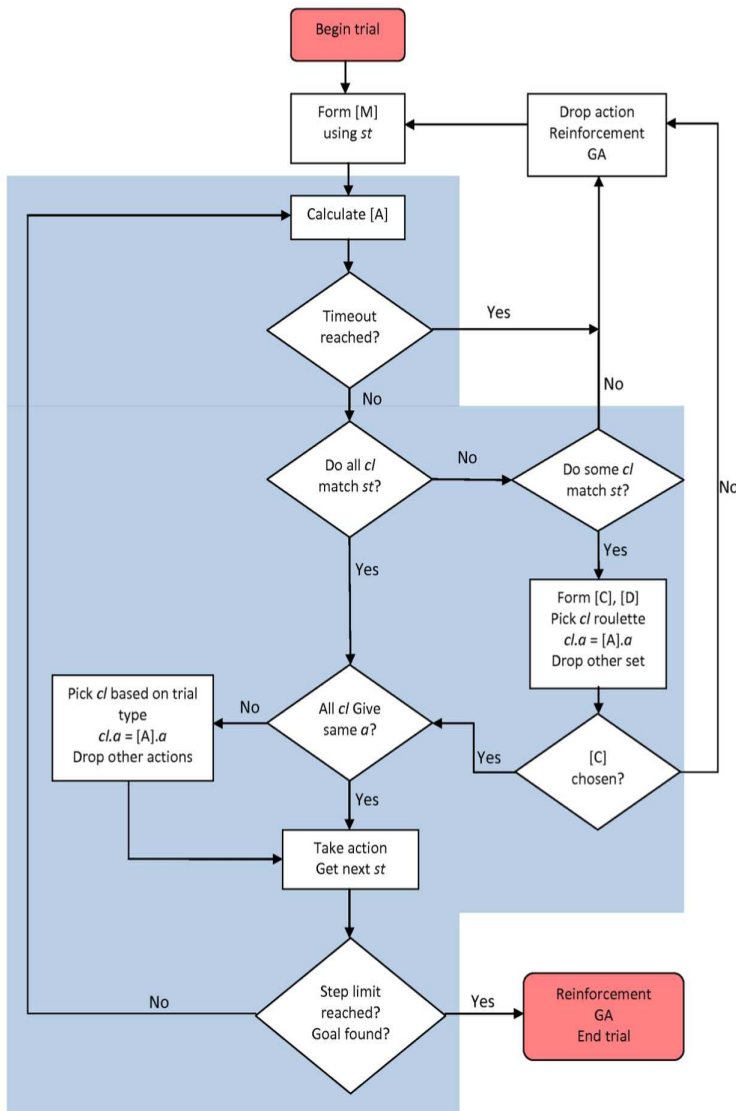 Begin trial
Form [M]
using st
Drop action
Reinforcement
GA
Calculate [A]
Timeout
reached?
Yes
No
No
Do all cl
match st?
No
Do some cl
match st?
No
Yes
Yes
Form [C], [D]
Pick cl roulette
cl.a = [A].a
Drop other set
Pick cl based on trial
type
cl.a = [A].a
Drop other actions
No
All cl Give
same a?
Yes
[C]
chosen?
Yes
Take action
Get next st
No
Step limit
reached?
Goal found?
Yes
Reinforcement
GA
End trial